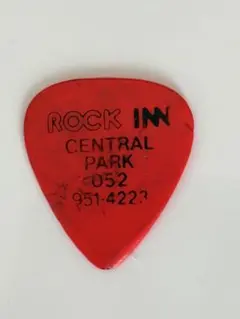 ROCK INN
CENTRAL
PARK
052
951-4223